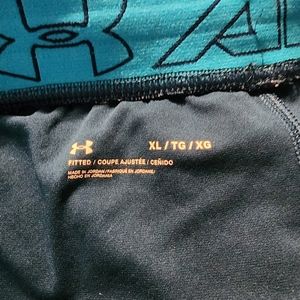 XL / TG / XG
FITTED / COUPE AJUSTÉE / CEÑIDO
MADE IN JORDAN / FABRIQUÉ EN JORDANIE /
HECHO EN JORDANIA